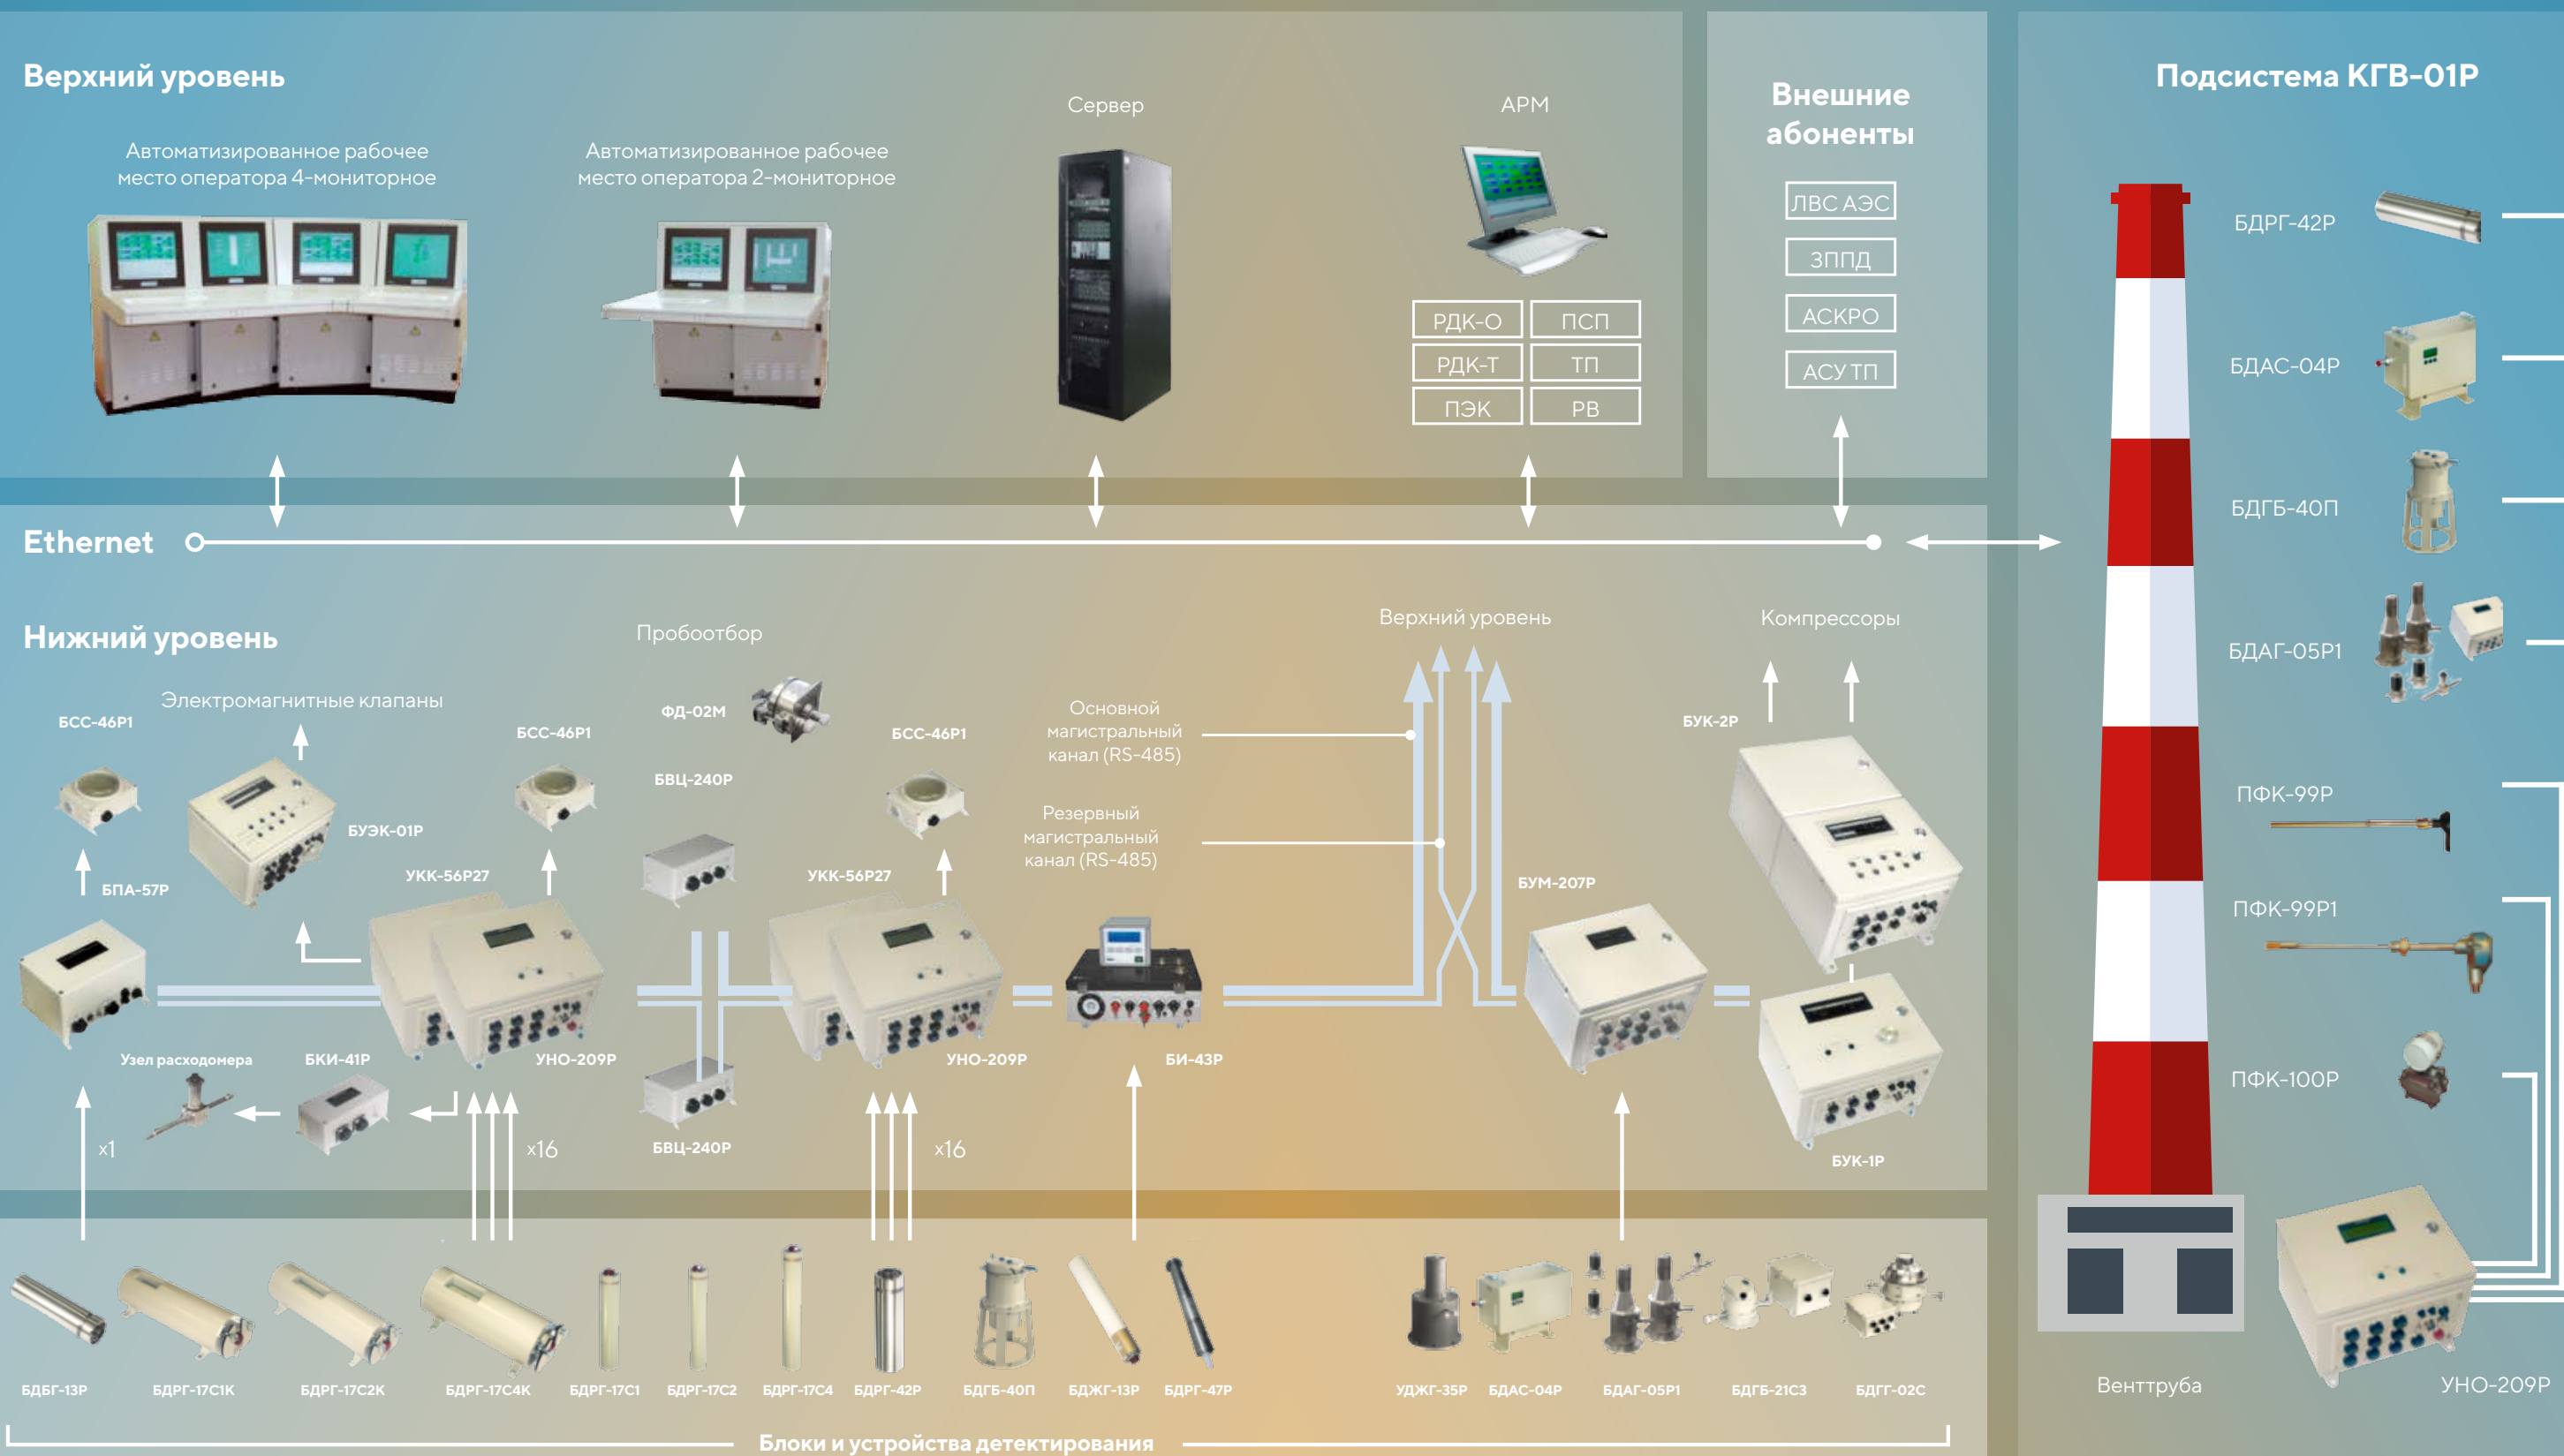 Верхний уровень
Автоматизированное рабочее
место оператора 4-мониторное
Автоматизированное рабочее
место оператора 2-мониторное
Сервер
АРМ
РДК-О
ПСП
РДК-Т
ТП
ПЭК
РВ
Внешние
абоненты
ЛВС АЭС
ЗППД
АСКРО
АСУ ТП
Ethernet
Нижний уровень
БСС-46Р1
Электромагнитные клапаны
БУЭК-01Р
БПА-57Р
УКК-56Р27
БСС-46Р1
Пробоотбор
ФД-02М
БВЦ-240Р
БСС-46Р1
УКК-56Р27
Основной
магистральный
канал (RS-485)
Резервный
магистральный
канал (RS-485)
Верхний уровень
Компрессоры
БУК-2Р
БУМ-207Р
Узел расходомера
БКИ-41Р
УНО-209Р
УНО-209Р
БИ-43Р
x1
x16
БВЦ-240Р
x16
БУК-1Р
БДБГ-13Р
БДРГ-17С1К
БДРГ-17С2К
БДРГ-17С4К
БДРГ-17С1
БДРГ-17С2
БДРГ-17С4
БДРГ-42Р
БДГБ-40П
БДЖГ-13Р
БДРГ-47Р
УДЖГ-35Р
БДАС-04Р
БДАГ-05Р1
БДГБ-21С3
БДГГ-02С
Блоки и устройства детектирования
Подсистема КГВ-01Р
БДРГ-42Р
БДАС-04Р
БДГБ-40П
БДАГ-05Р1
ПФК-99Р
ПФК-99Р1
ПФК-100Р
Венттруба
УНО-209Р